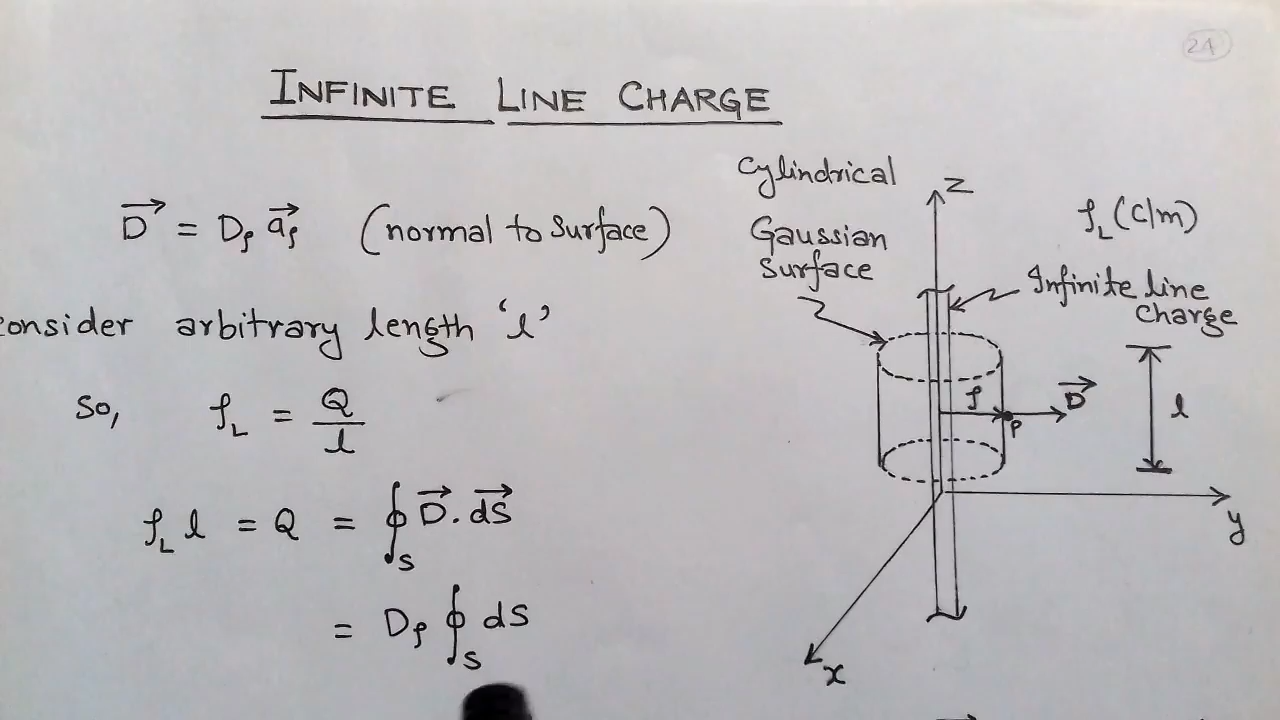 24
INFINITE LINE CHARGE
D⃗ = Dρ a⃗ρ (normal to Surface)
Consider arbitrary length 'l'
So, ρL = Q/l
ρL l = Q = ∮S D⃗ . dS⃗
= Dρ ∮S dS
Cylindrical
Gaussian
Surface
z
ρL (C/m)
Infinite line
Charge
ρ
P
D⃗
l
y
x